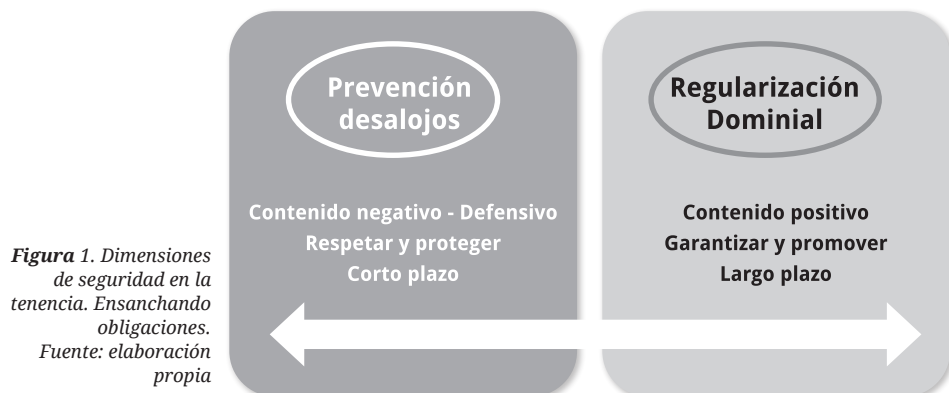 Prevención
desalojos
Contenido negativo - Defensivo
Respetar y proteger
Corto plazo
Regularización
Dominial
Contenido positivo
Garantizar y promover
Largo plazo
Figura 1. Dimensiones
de seguridad en la
tenencia. Ensanchando
obligaciones.
Fuente: elaboración
propia